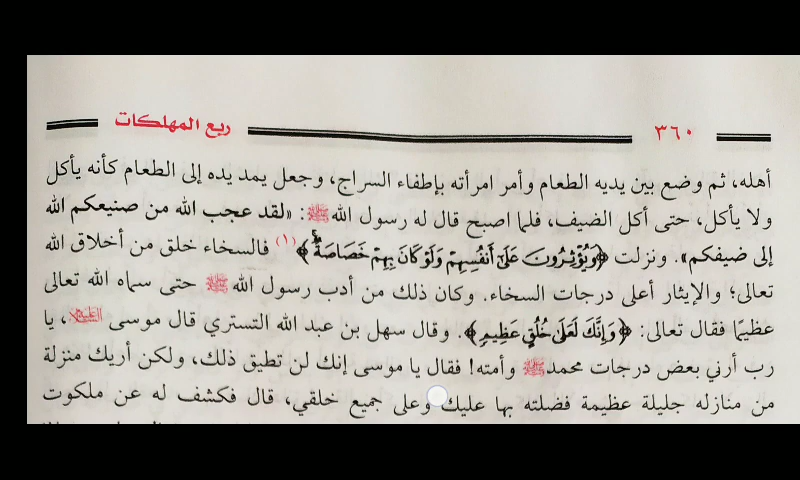 ٣٦٠ ربع المهلكات
أهله، ثم وضع بين يديه الطعام وأمر امرأته بإطفاء السراج، وجعل يمد يده إلى الطعام كأنه يأكل
ولا يأكل، حتى أكل الضيف، فلما اصبح قال له رسول الله ﷺ: «لقد عجب الله من صنيعكم الله
إلى ضيفكم». ونزلت ﴿وَيُؤْثِرُونَ عَلَىٰٓ أَنفُسِهِمْ وَلَوْ كَانَ بِهِمْ خَصَاصَةٌۚ﴾ (١) فالسخاء خلق من أخلاق الله
تعالى؛ والإيثار أعلى درجات السخاء. وكان ذلك من أدب رسول الله ﷺ حتى سماه الله تعالى
عظيمًا فقال تعالى: ﴿وَإِنَّكَ لَعَلَىٰ خُلُقٍ عَظِيمٍ﴾. وقال سهل بن عبد الله التستري قال موسى ، يا
رب أرني بعض درجات محمد ﷺ وأمته! فقال يا موسى إنك لن تطيق ذلك، ولكن أريك منزلة
من منازله جليلة عظيمة فضلته بها عليك وعلى جميع خلقي، قال فكشف له عن ملكوت